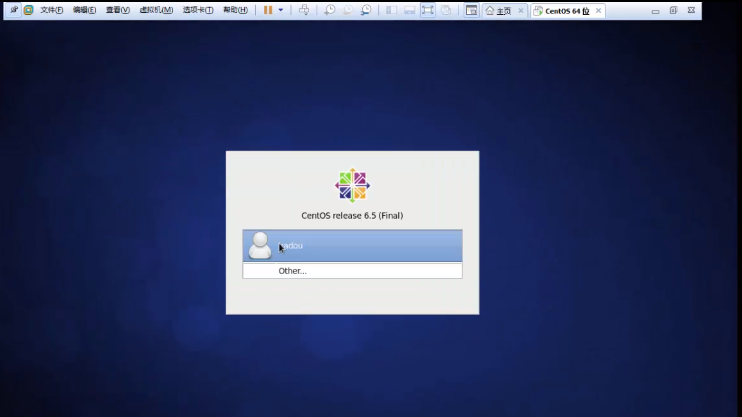 文件(F) 编辑(E) 查看(V) 虚拟机(M) 选项卡(T) 帮助(H) 主页 CentOS 64 位
CentOS release 6.5 (Final)
Other...